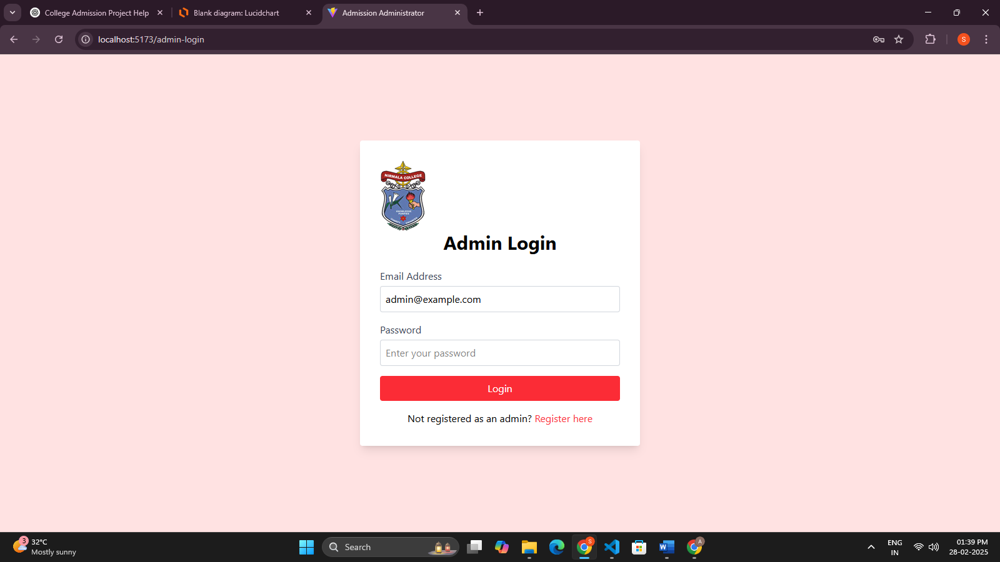 College Admission Project Help
Blank diagram: Lucidchart
Admission Administrator
localhost:5173/admin-login
S
NIRMALA COLLEGE
KNOWLEDGE
PURIFIES
Admin Login
Email Address
admin@example.com
Password
Enter your password
Login
Not registered as an admin? Register here
3
32°C
Mostly sunny
Search
S
W
A
ENG
IN
01:39 PM
28-02-2025